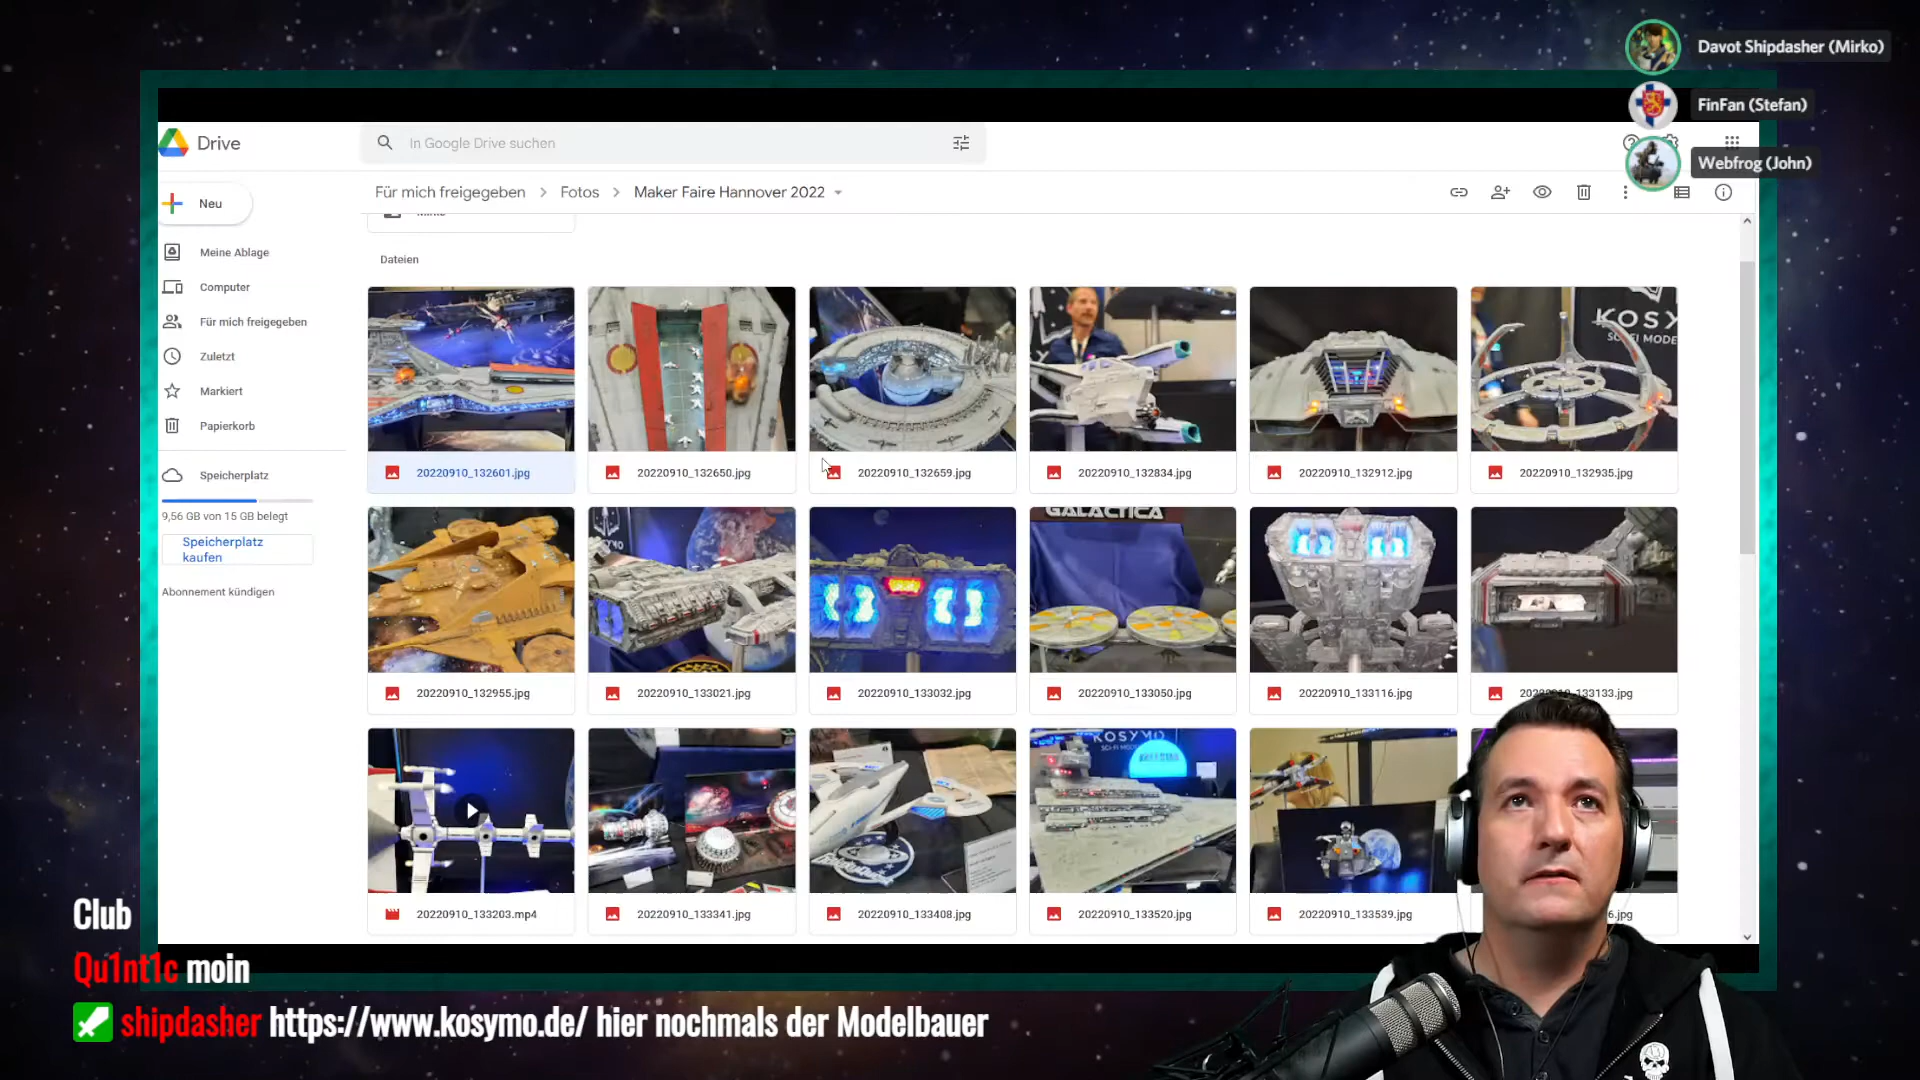 Davot Shipdasher (Mirko)
FinFan (Stefan)
Webfrog (John)
Drive
In Google Drive suchen
Neu
Für mich freigegeben
Fotos
Maker Faire Hannover 2022
Meine Ablage
Computer
Für mich freigegeben
Zuletzt
Markiert
Papierkorb
Speicherplatz
9,56 GB von 15 GB belegt
Speicherplatz
kaufen
Abonnement kündigen
Dateien
KOSY
SCI-FI MODE
20220910_132601.jpg
20220910_132650.jpg
20220910_132659.jpg
20220910_132834.jpg
20220910_132912.jpg
20220910_132935.jpg
GALACTICA
20220910_132955.jpg
20220910_133021.jpg
20220910_133032.jpg
20220910_133050.jpg
20220910_133116.jpg
20220910_133133.jpg
KOSYMO
20220910_133203.mp4
20220910_133341.jpg
20220910_133408.jpg
20220910_133520.jpg
20220910_133539.jpg
6.jpg
Club
Qu1nt1c moin
shipdasher https://www.kosymo.de/ hier nochmals der Modelbauer